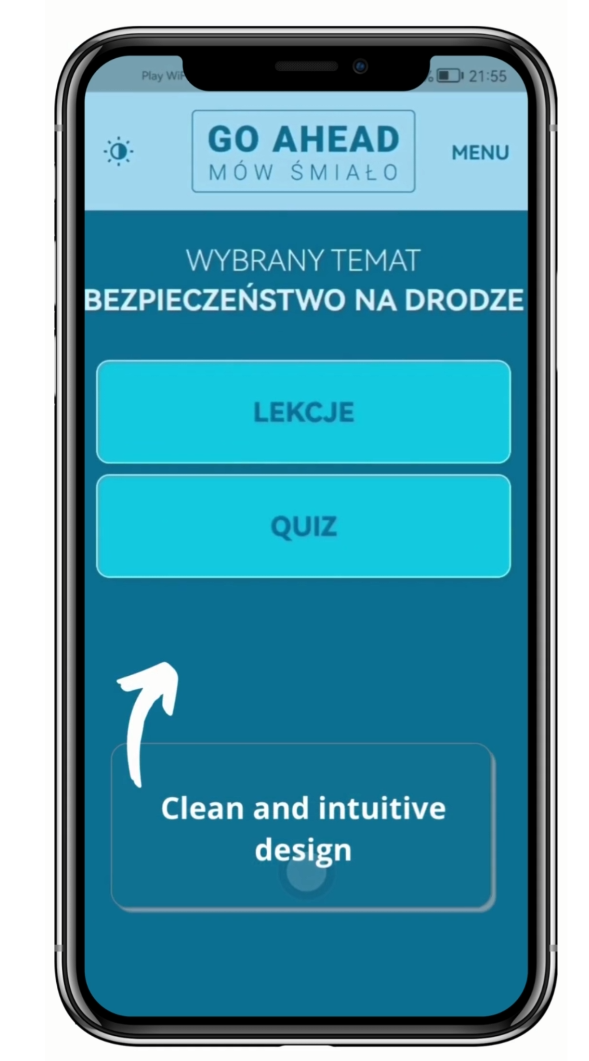 Play WiF
21:55
GO AHEAD
MÓW ŚMIAŁO
MENU
WYBRANY TEMAT
BEZPIECZEŃSTWO NA DRODZE
LEKCJE
QUIZ
Clean and intuitive
design